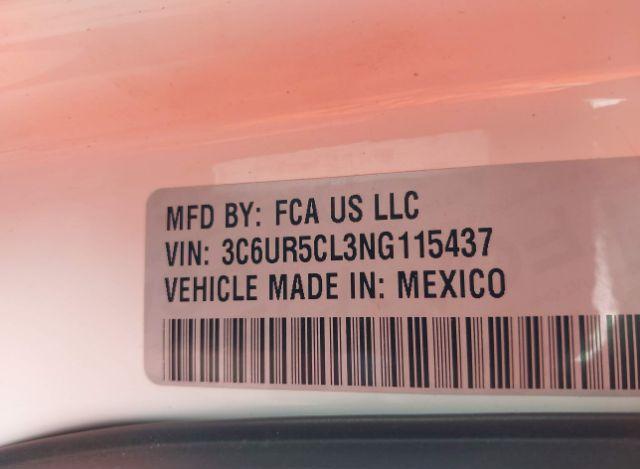 MFD BY: FCA US LLC
VIN: 3C6UR5CL3NG115437
VEHICLE MADE IN: MEXICO